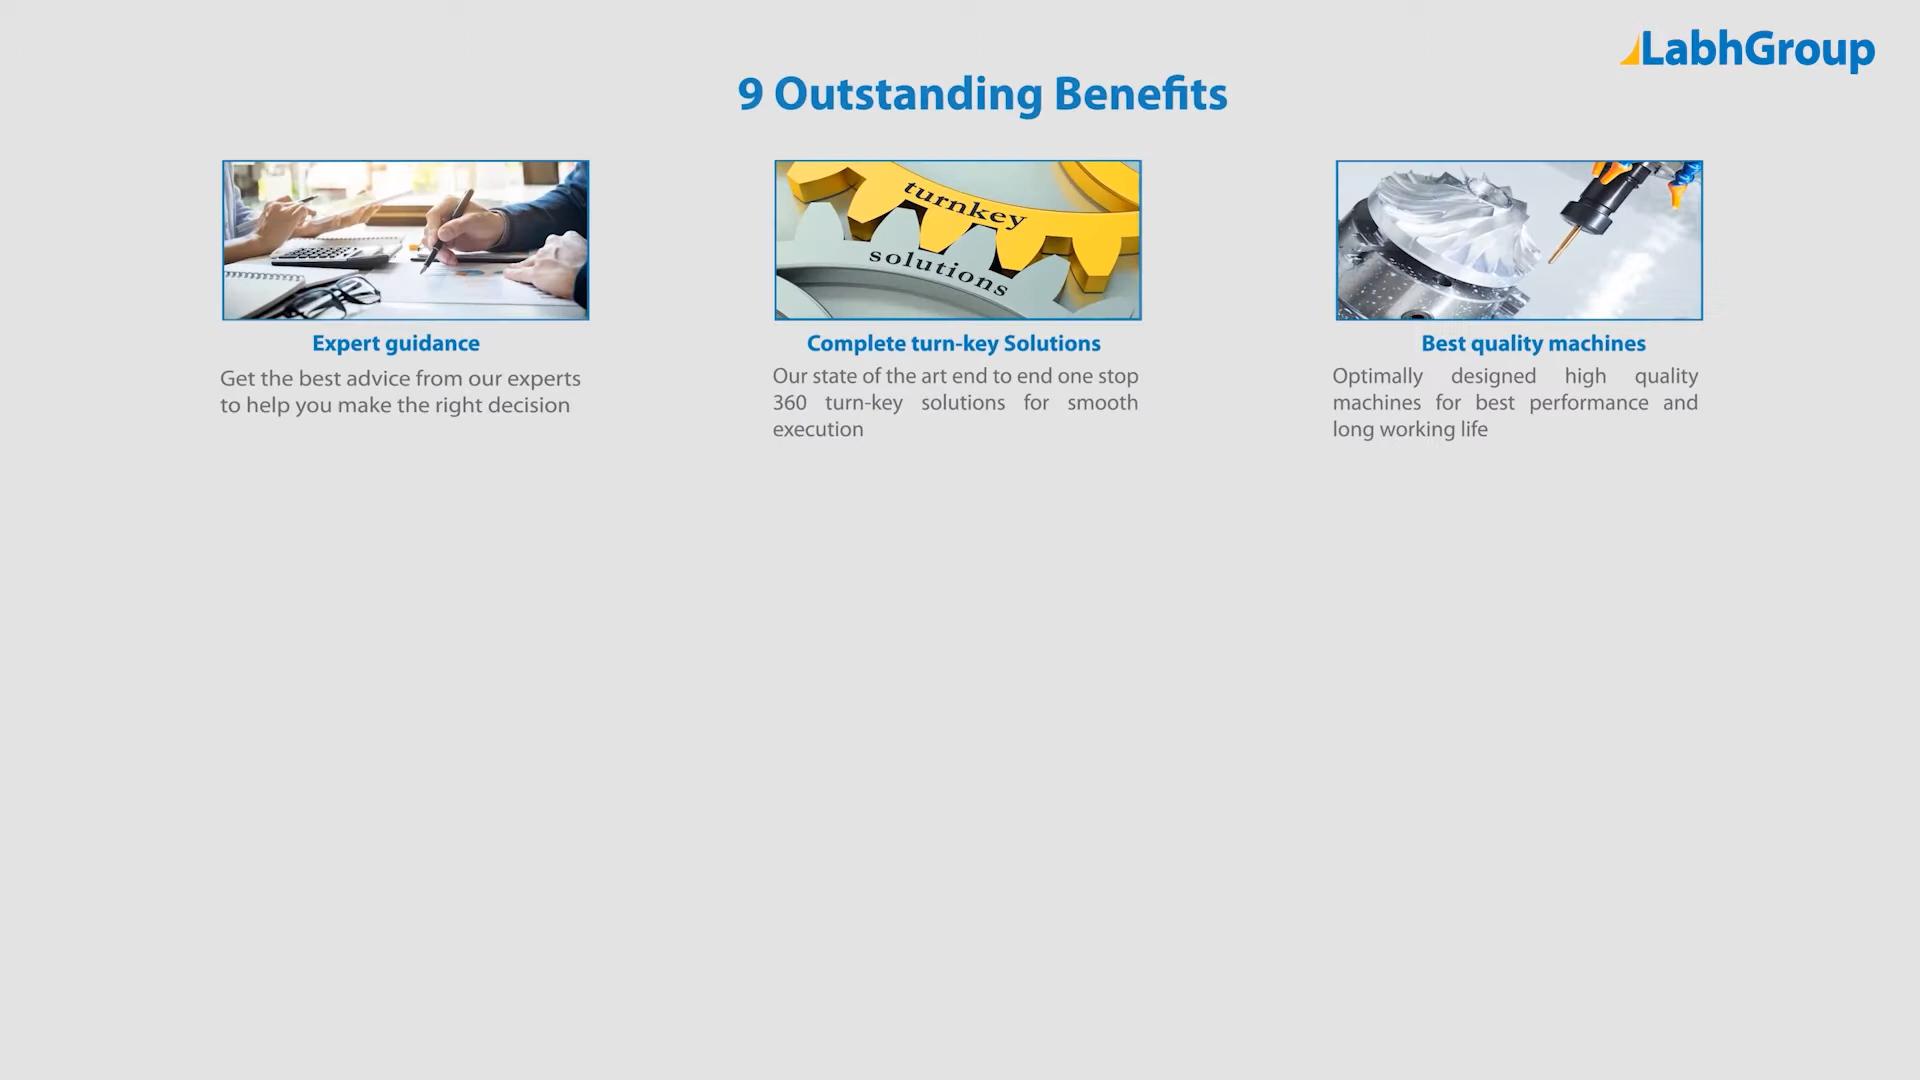 LabhGroup
9 Outstanding Benefits
turnkey
solutions
Expert guidance
Get the best advice from our experts
to help you make the right decision
Complete turn-key Solutions
Our state of the art end to end one stop
360 turn-key solutions for smooth
execution
Best quality machines
Optimally designed high quality
machines for best performance and
long working life